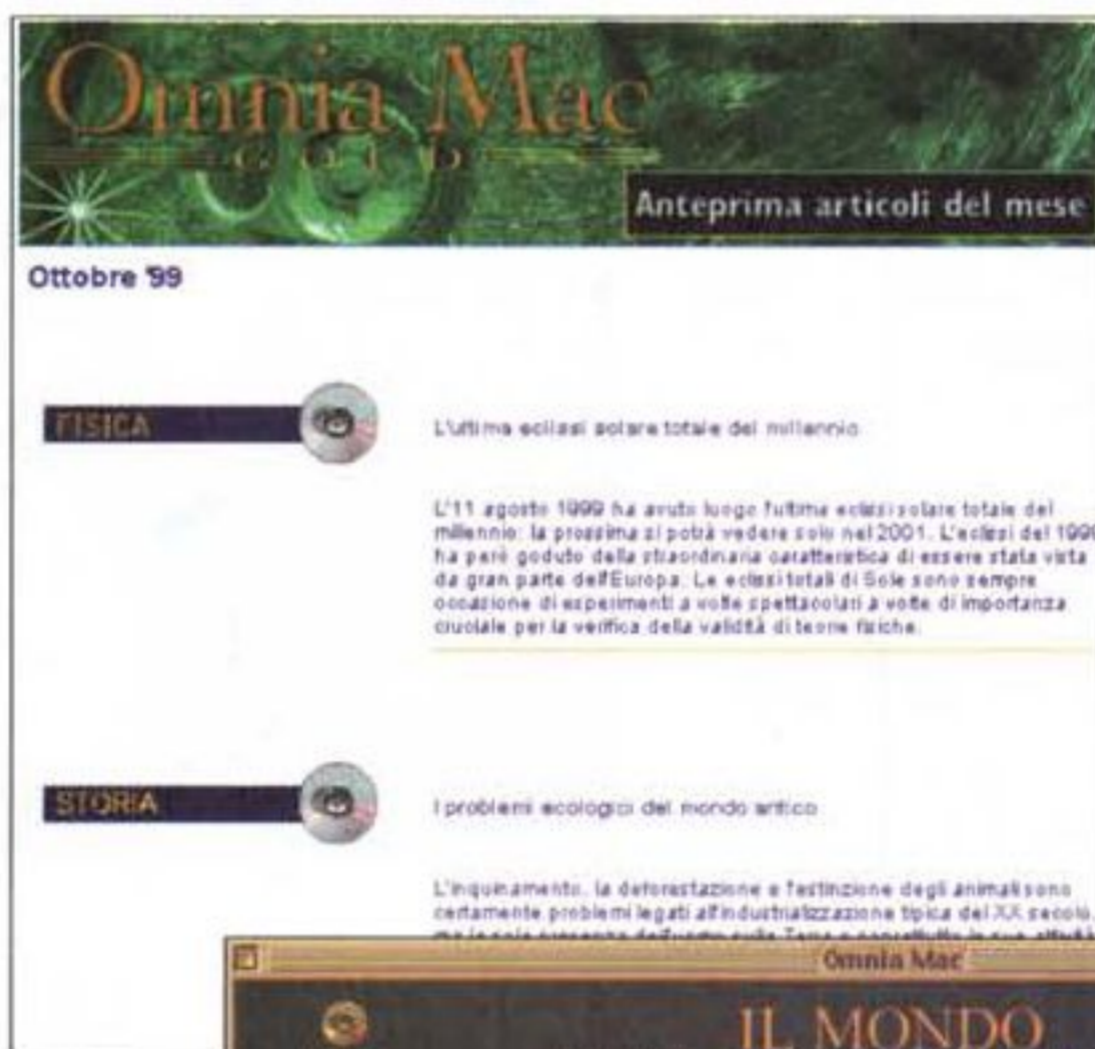 Omnia Mac
GOLD
Anteprima articoli del mese
Ottobre '99
FISICA
L'ultima eclissi solare totale del millennio
L'11 agosto 1999 ha avuto luogo l'ultima eclissi solare totale del
millennio: la prossima si potrà vedere solo nel 2001. L'eclissi del 1999
ha però goduto della straordinaria caratteristica di essere stata vista
da gran parte dell'Europa. Le eclissi totali di Sole sono sempre
occasione di esperimenti a volte spettacolari a volte di importanza
cruciale per la verifica della validità di teorie fisiche.
STORIA
I problemi ecologici del mondo antico
L'inquinamento, la deforestazione e l'estinzione degli animali sono
certamente problemi legati all'industrializzazione tipica del XX secolo,
Omnia Mac
IL MONDO